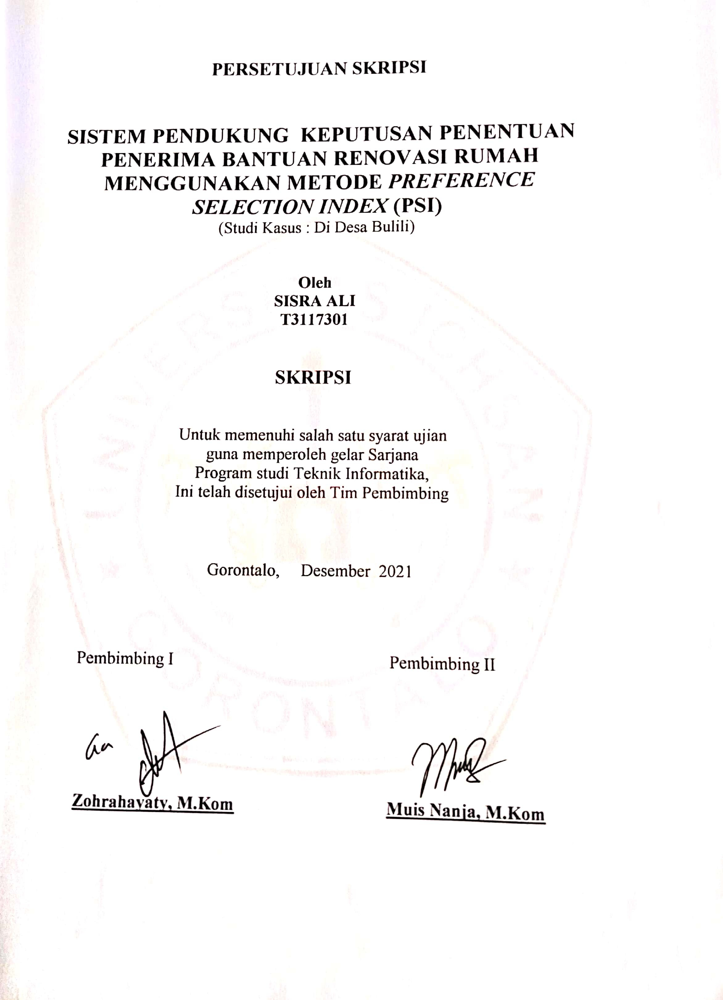 PERSETUJUAN SKRIPSI
SISTEM PENDUKUNG KEPUTUSAN PENENTUAN
PENERIMA BANTUAN RENOVASI RUMAH
MENGGUNAKAN METODE PREFERENCE
SELECTION INDEX (PSI)
(Studi Kasus : Di Desa Bulili)
Oleh
SISRA ALI
T3117301
SKRIPSI
Untuk memenuhi salah satu syarat ujian
guna memperoleh gelar Sarjana
Program studi Teknik Informatika,
Ini telah disetujui oleh Tim Pembimbing
Gorontalo, Desember 2021
Pembimbing I
Pembimbing II
Zohrahayaty, M.Kom
Muis Nanja, M.Kom